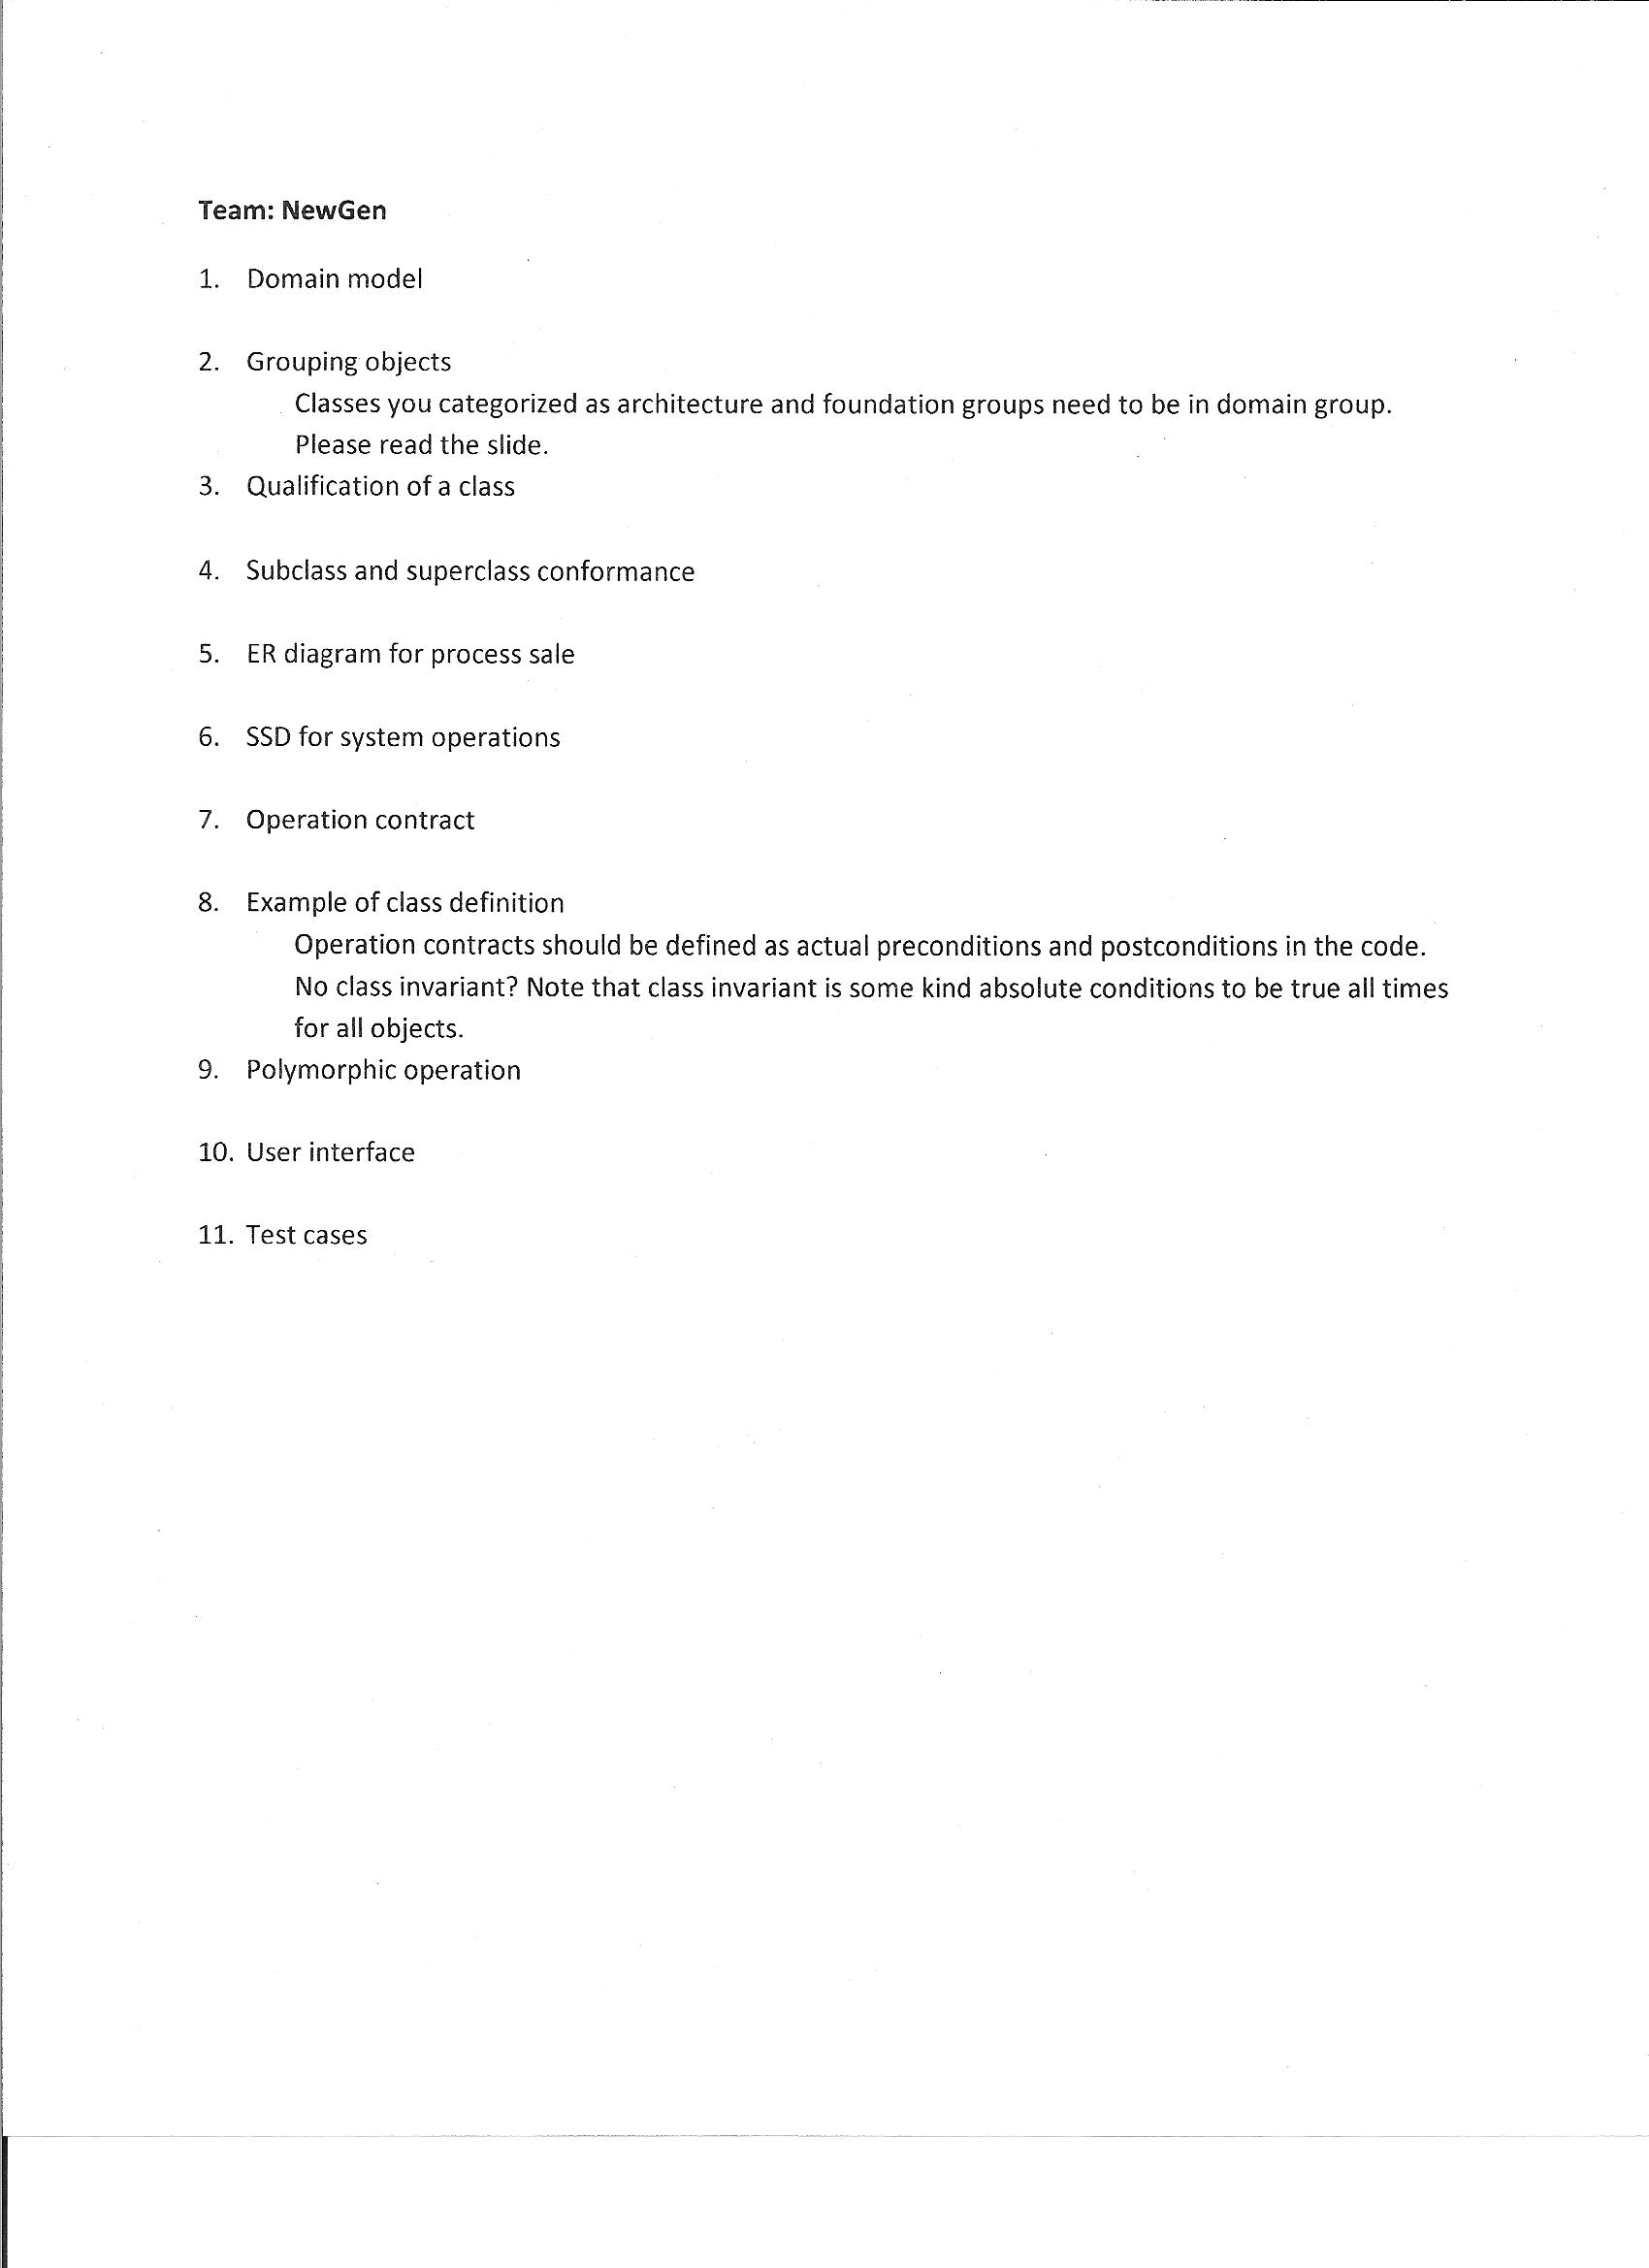 Team: NewGen
1. Domain model
2. Grouping objects
Classes you categorized as architecture and foundation groups need to be in domain group.
Please read the slide.
3. Qualification of a class
4. Subclass and superclass conformance
5. ER diagram for process sale
6. SSD for system operations
7. Operation contract
8. Example of class definition
Operation contracts should be defined as actual preconditions and postconditions in the code.
No class invariant? Note that class invariant is some kind absolute conditions to be true all times
for all objects.
9. Polymorphic operation
10. User interface
11. Test cases